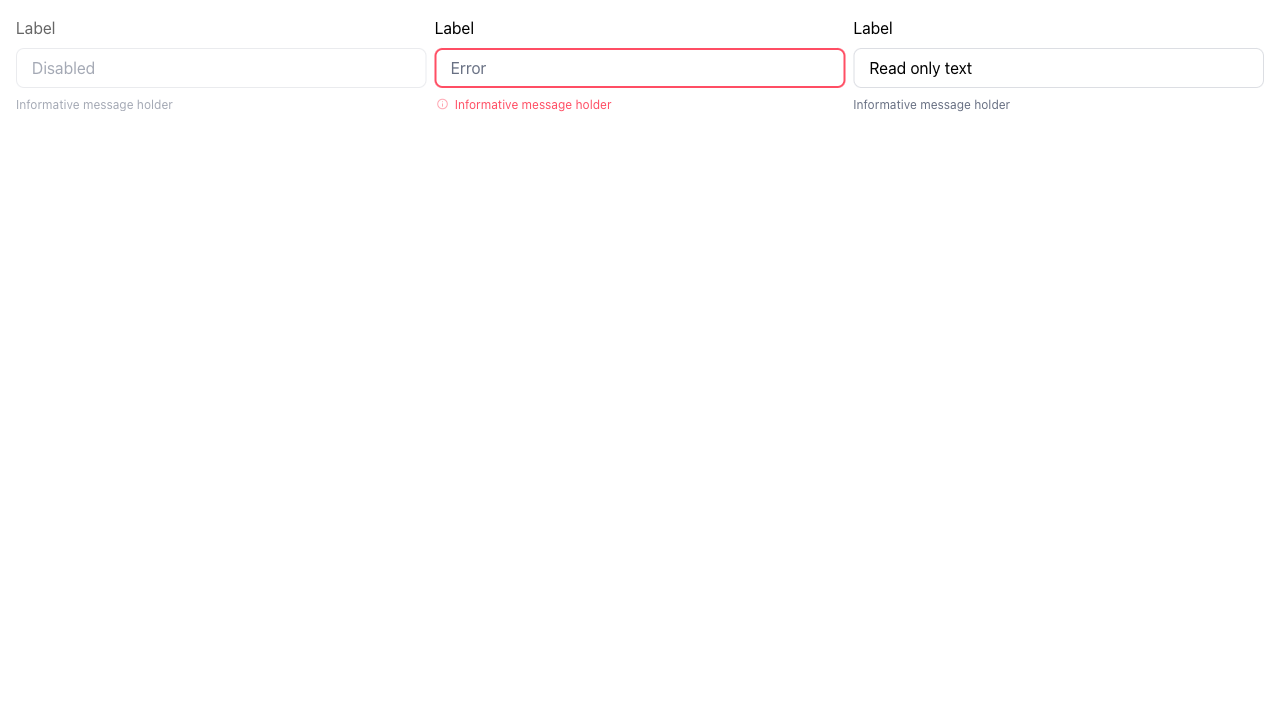 Label
Disabled
Informative message holder
Label
Error
Informative message holder
Label
Read only text
Informative message holder